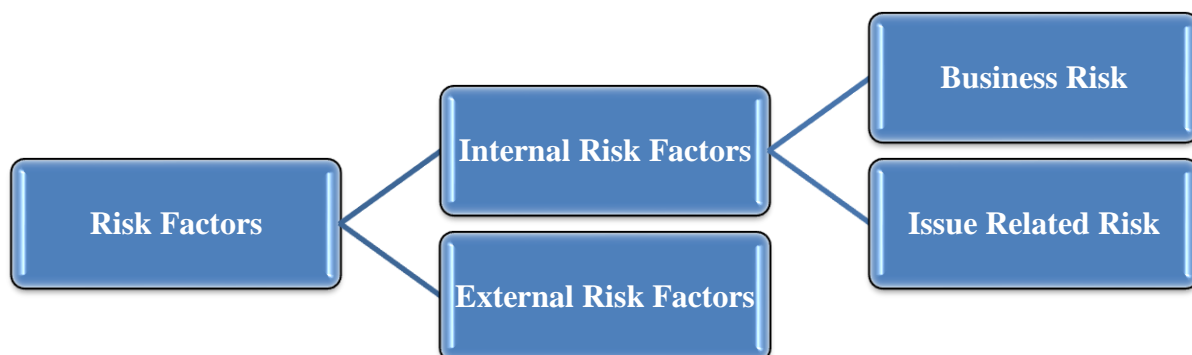 Risk Factors
Internal Risk Factors
External Risk Factors
Business Risk
Issue Related Risk